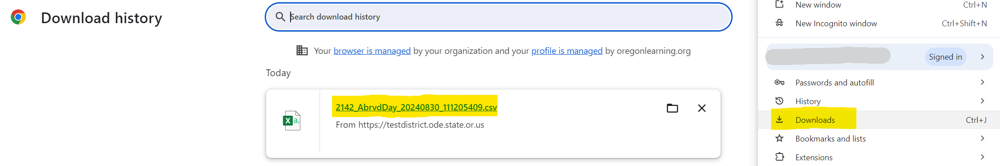 Download history
Search download history
Your browser is managed by your organization and your profile is managed by oregonlearning.org
Today
X a,
2142_AbrvdDay_20240830_111205409.csv
From https://testdistrict.ode.state.or.us
New window Ctrl+N
New Incognito window Ctrl+Shift+N
Signed in
Passwords and autofill
History
Downloads Ctrl+J
Bookmarks and lists
Extensions